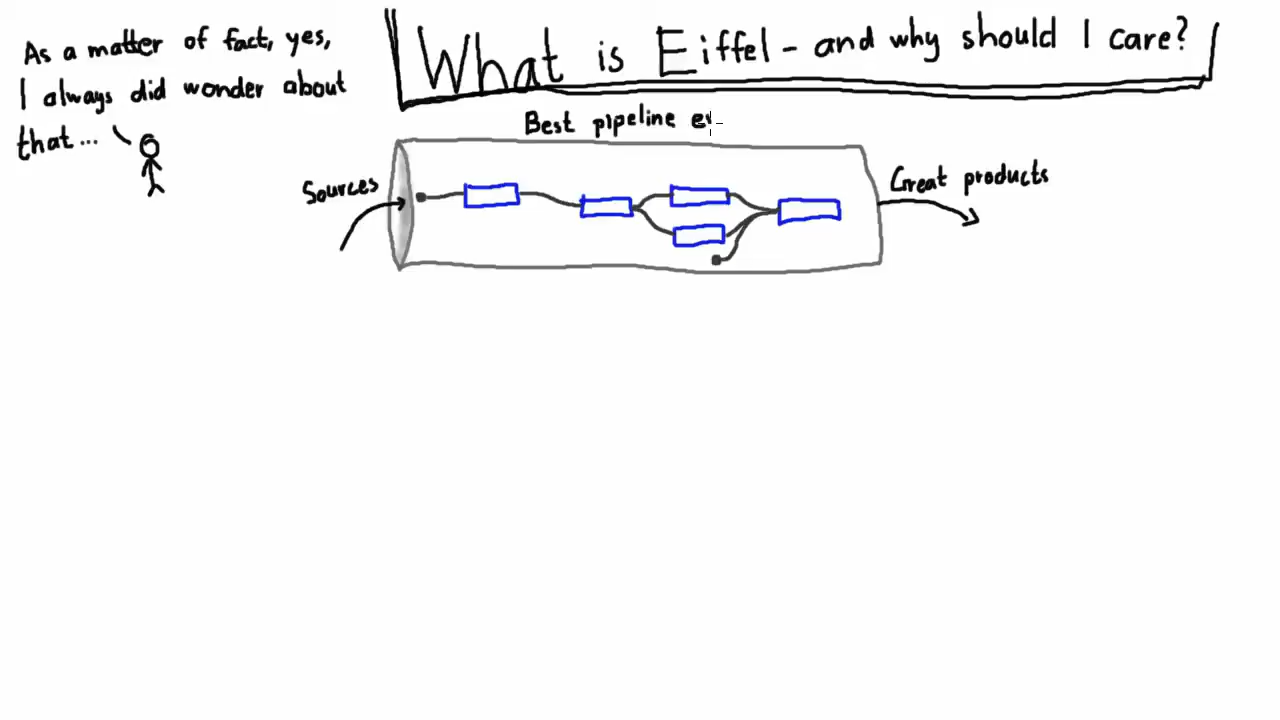 As a matter of fact, yes,
I always did wonder about
that...
What is Eiffel - and why should I care?
Best pipeline
Sources
Great products